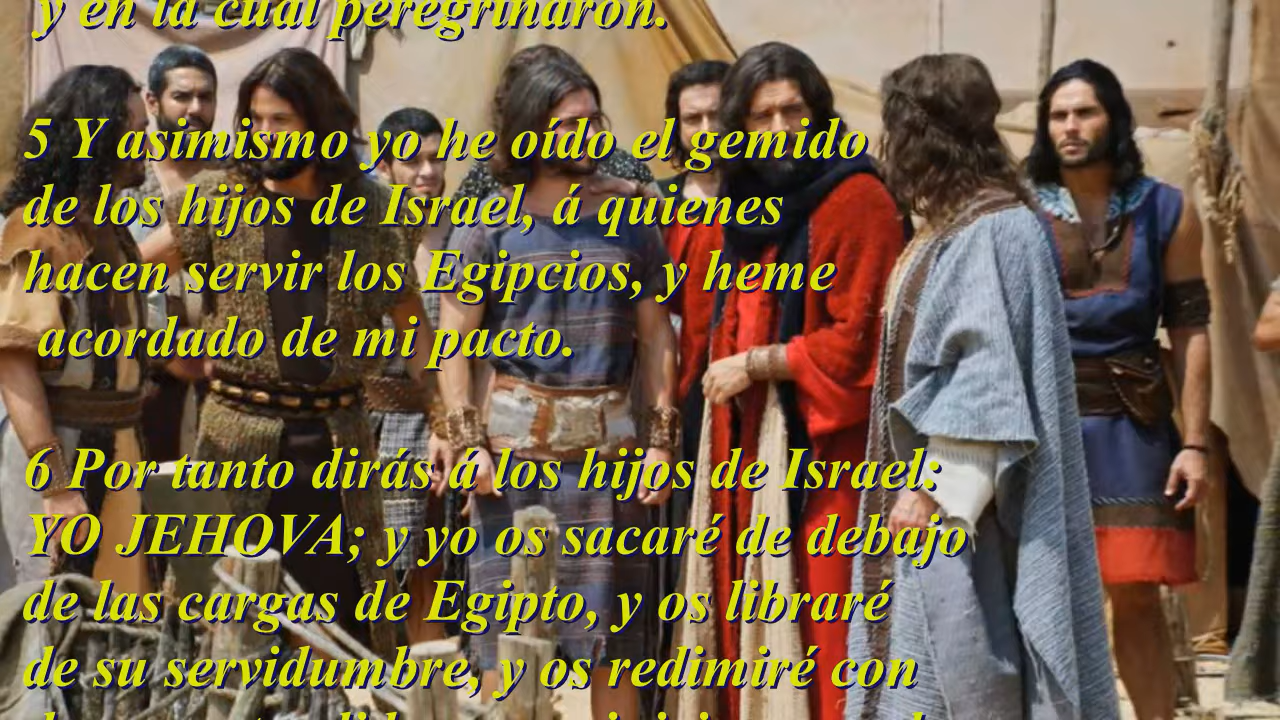 y en la cual peregrinaron.
5 Y asimismo yo he oído el gemido
de los hijos de Israel, á quienes
hacen servir los Egipcios, y heme
acordado de mi pacto.
6 Por tanto dirás á los hijos de Israel:
YO JEHOVA; y yo os sacaré de debajo
de las cargas de Egipto, y os libraré
de su servidumbre, y os redimiré con